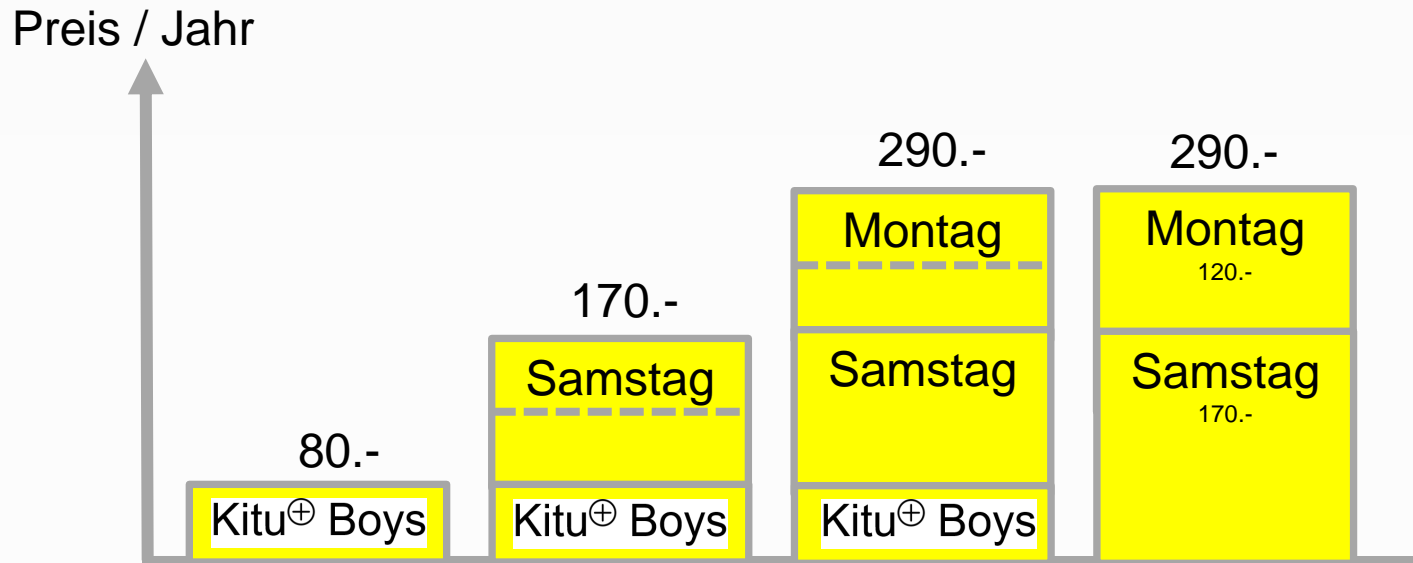 Preis / Jahr
80.-
Kitu⊕ Boys
170.-
Samstag
Kitu⊕ Boys
290.-
Montag
Samstag
Kitu⊕ Boys
290.-
Montag
120.-
Samstag
170.-